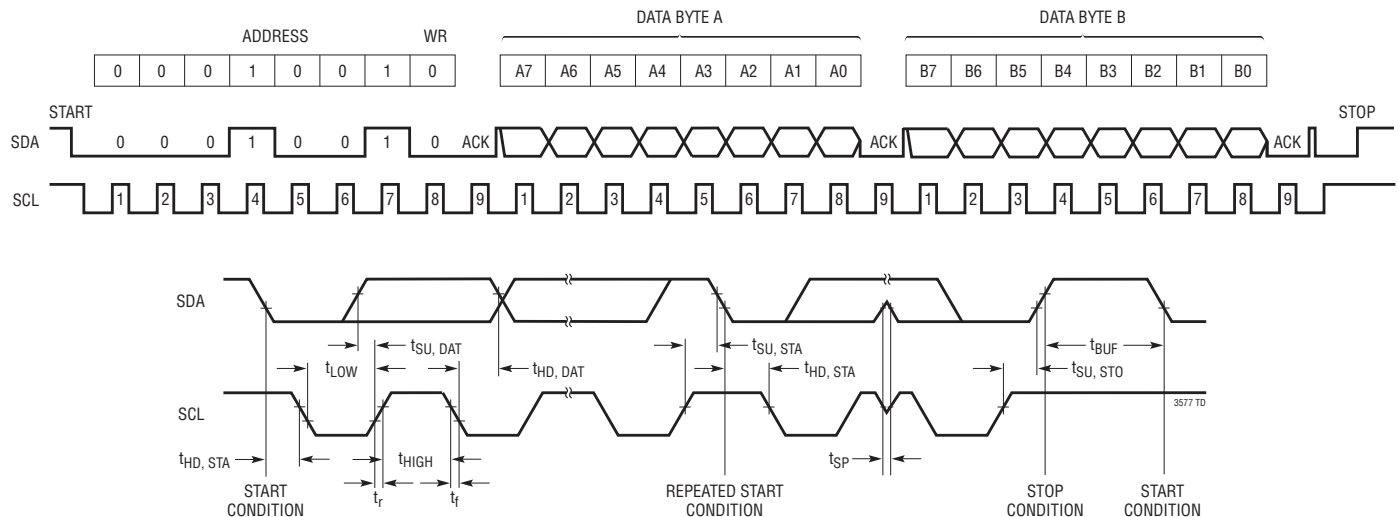 DATA BYTE A DATA BYTE B
ADDRESS WR
0 0 0 1 0 0 1 0 A7 A6 A5 A4 A3 A2 A1 A0 B7 B6 B5 B4 B3 B2 B1 B0
START STOP
SDA 0 0 0 1 0 0 1 0 ACK ACK ACK
SCL 1 2 3 4 5 6 7 8 9 1 2 3 4 5 6 7 8 9 1 2 3 4 5 6 7 8 9
SDA
tSU, DAT tSU, STA tBUF
tLOW tHD, DAT tHD, STA tSU, STO
SCL
3577 TD
tHD, STA tHIGH tSP
tr tf
START CONDITION
REPEATED START CONDITION
STOP CONDITION
START CONDITION